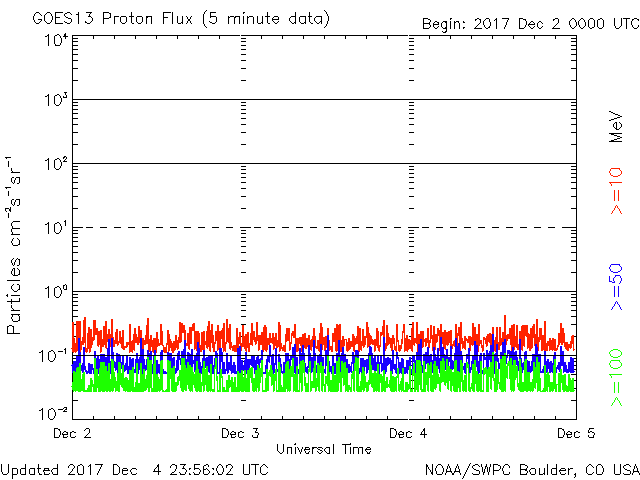 GOES13 Proton Flux (5 minute data)
Begin: 2017 Dec 2 0000 UTC
10⁴
10³
10²
10¹
10⁰
10⁻¹
10⁻²
Particles cm⁻²s⁻¹sr⁻¹
MeV
>=10
>=50
>=100
Dec 2
Dec 3
Dec 4
Dec 5
Universal Time
Updated 2017 Dec 4 23:56:02 UTC
NOAA/SWPC Boulder, CO USA